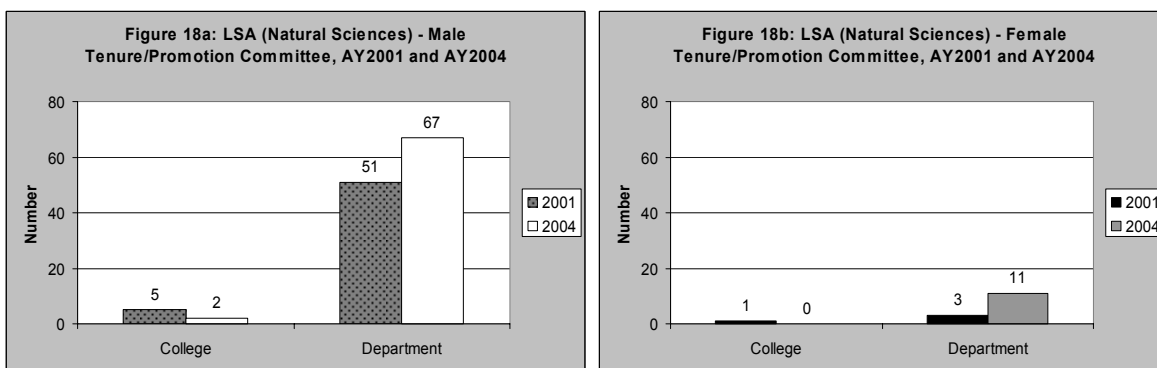 Figure 18a: LSA (Natural Sciences) - Male
Tenure/Promotion Committee, AY2001 and AY2004
80
60
40
20
0
Number
5
2
51
67
College
Department
2001
2004
Figure 18b: LSA (Natural Sciences) - Female
Tenure/Promotion Committee, AY2001 and AY2004
80
60
40
20
0
Number
1
0
3
11
College
Department
2001
2004